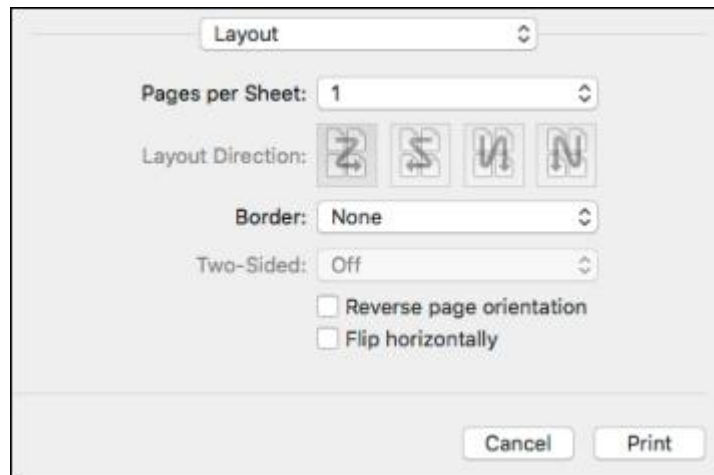 Layout
Pages per Sheet: 1
Layout Direction:
Border: None
Two-Sided: Off
Reverse page orientation
Flip horizontally
Cancel Print